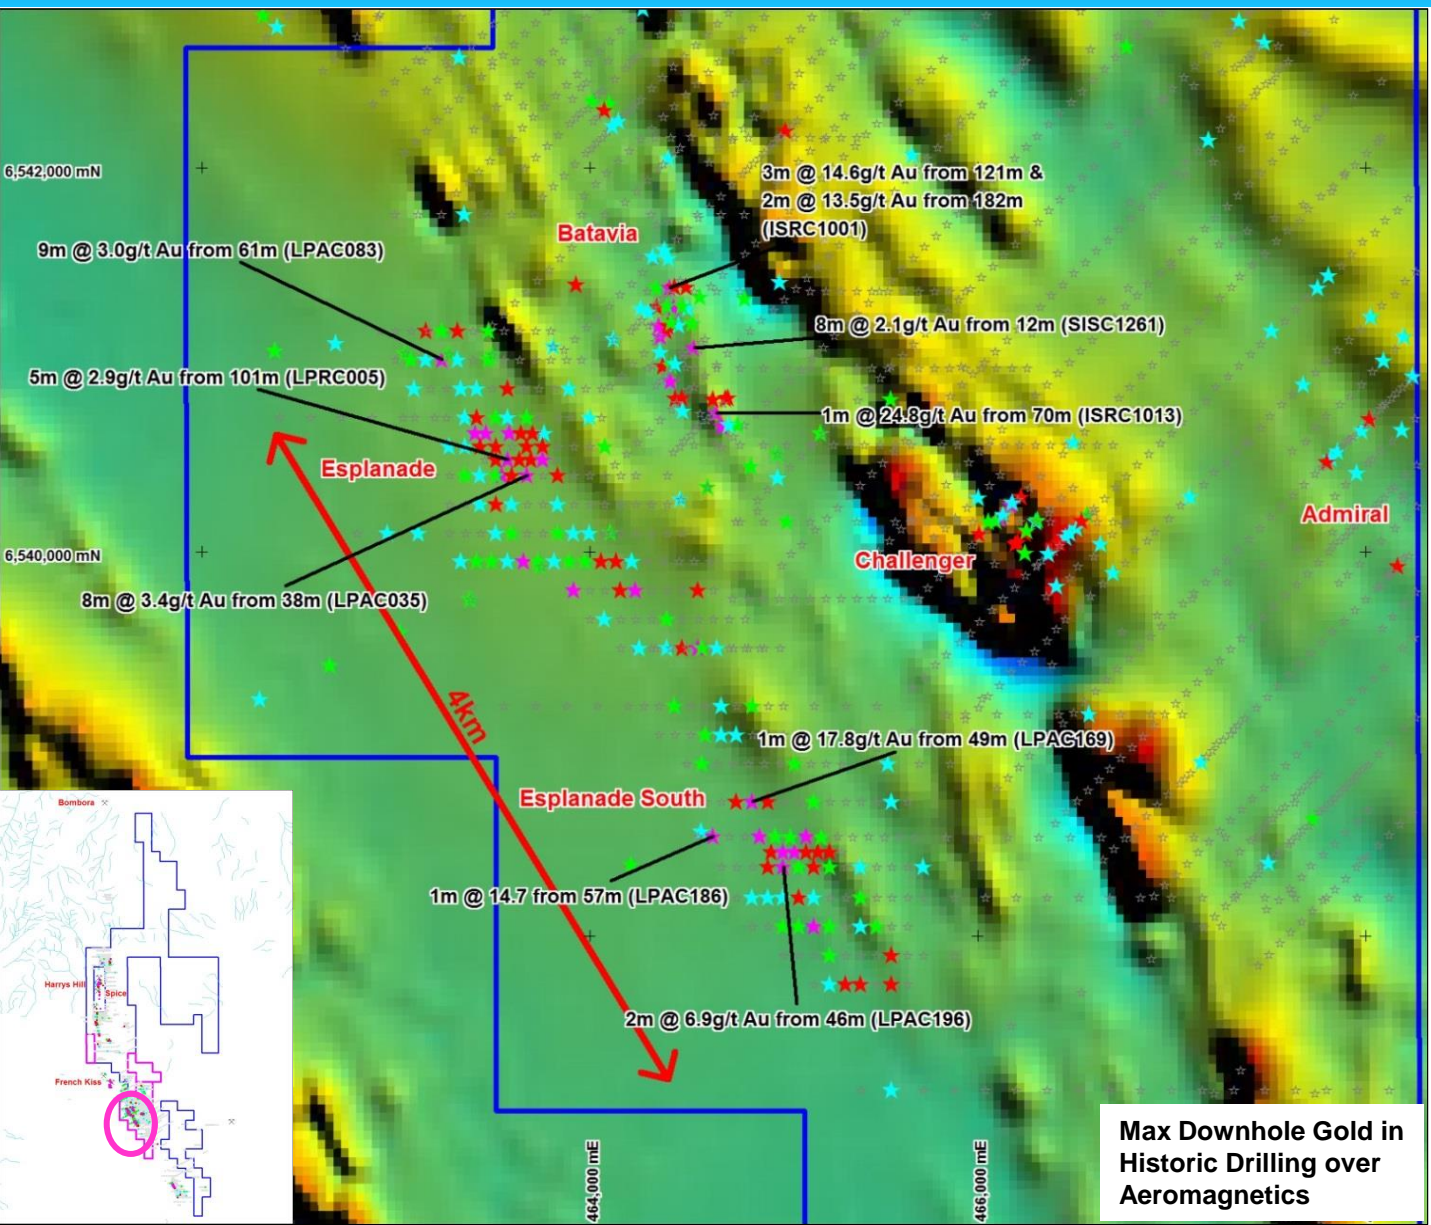 6,542,000 mN
3m @ 14.6g/t Au from 121m &
2m @ 13.5g/t Au from 182m
(ISRC1001)
Batavia
9m @ 3.0g/t Au from 61m (LPAC083)
8m @ 2.1g/t Au from 12m (SISC1261)
5m @ 2.9g/t Au from 101m (LPRC005)
1m @ 24.8g/t Au from 70m (ISRC1013)
Esplanade
Admiral
6,540,000 mN
Challenger
8m @ 3.4g/t Au from 38m (LPAC035)
4km
1m @ 17.8g/t Au from 49m (LPAC169)
Esplanade South
1m @ 14.7 from 57m (LPAC186)
2m @ 6.9g/t Au from 46m (LPAC196)
Bombora
Harrys Hill
Spice
French Kiss
464,000 mE
466,000 mE
Max Downhole Gold in
Historic Drilling over
Aeromagnetics